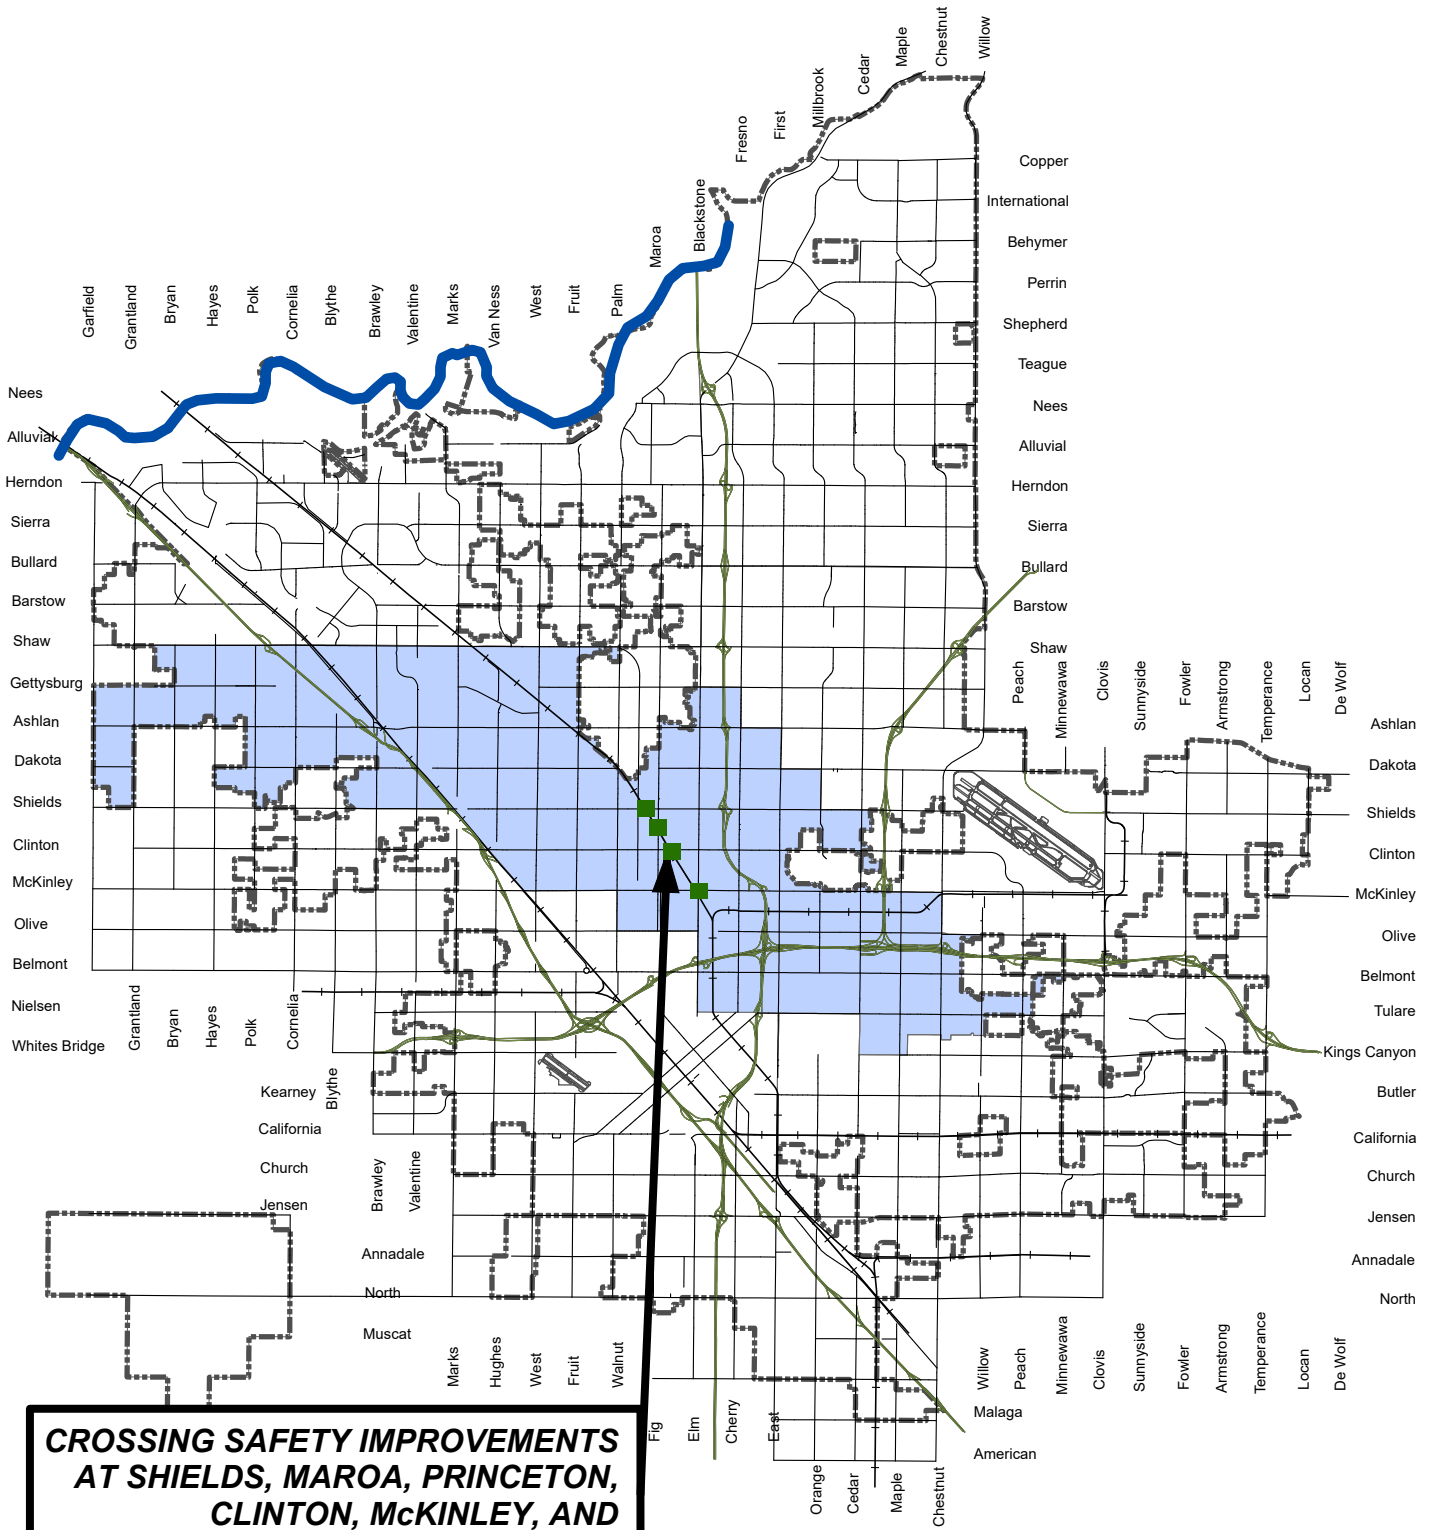 Willow
Chestnut
Maple
Cedar
Millbrook
First
Fresno
Copper
International
Blackstone
Maroa
Behymer
Perrin
Garfield
Grantland
Bryan
Hayes
Polk
Cornelia
Blythe
Brawley
Valentine
Marks
Van Ness
West
Fruit
Palm
Shepherd
Teague
Nees
Nees
Alluvial
Alluvial
Herndon
Herndon
Sierra
Sierra
Bullard
Bullard
Barstow
Barstow
Shaw
Shaw
Gettysburg
Peach
Minnewawa
Clovis
Sunnyside
Fowler
Armstrong
Temperance
Locan
De Wolf
Ashlan
Ashlan
Dakota
Dakota
Shields
Shields
Clinton
Clinton
McKinley
McKinley
Olive
Olive
Belmont
Belmont
Nielsen
Tulare
Whites Bridge
Grantland
Bryan
Hayes
Polk
Cornelia
Kings Canyon
Blythe
Kearney
Butler
California
California
Church
Church
Brawley
Valentine
Jensen
Jensen
Annadale
Annadale
North
North
Muscat
Marks
Hughes
West
Fruit
Walnut
Willow
Peach
Minnewawa
Clovis
Sunnyside
Fowler
Armstrong
Temperance
Locan
De Wolf
Fig
Elm
Cherry
East
Malaga
American
Orange
Cedar
Maple
Chestnut
CROSSING SAFETY IMPROVEMENTS
AT SHIELDS, MAROA, PRINCETON,
CLINTON, McKINLEY, AND